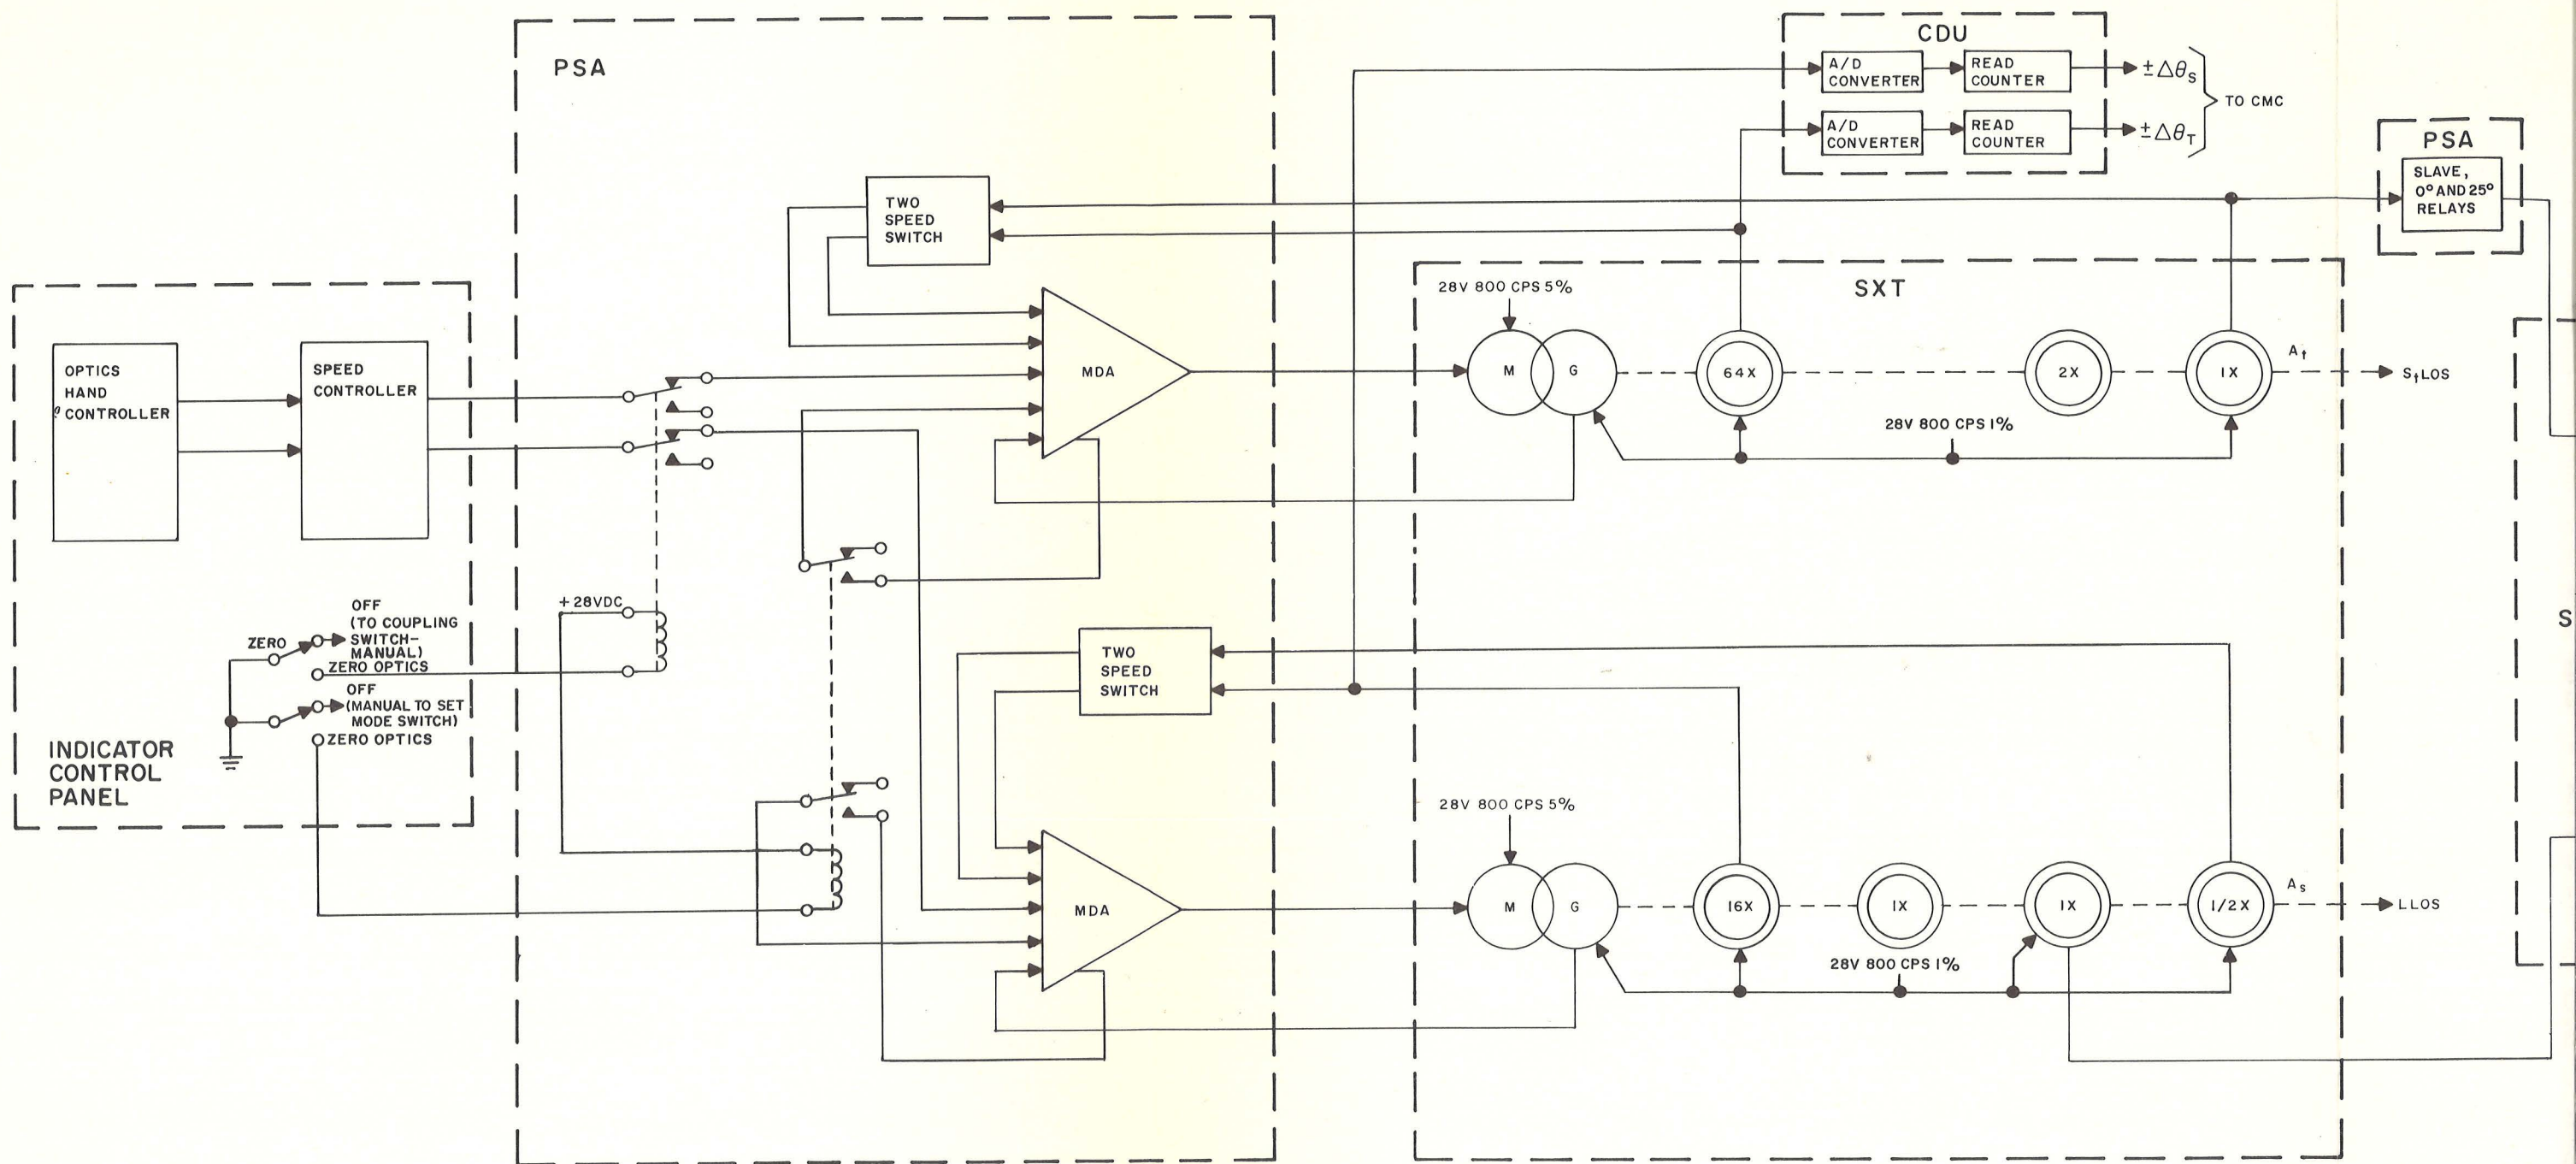 PSA
CDU
A/D
CONVERTER
READ
COUNTER
±ΔθS
A/D
CONVERTER
READ
COUNTER
±ΔθT
TO CMC
PSA
SLAVE,
0° AND 25°
RELAYS
TWO
SPEED
SWITCH
SXT
28V 800 CPS 5%
OPTICS
HAND
CONTROLLER
SPEED
CONTROLLER
MDA
M
G
64X
2X
1X
At
StLOS
28V 800 CPS 1%
+28VDC
OFF
(TO COUPLING
SWITCH-
MANUAL)
ZERO
ZERO OPTICS
OFF
(MANUAL TO SET
MODE SWITCH)
ZERO OPTICS
INDICATOR
CONTROL
PANEL
TWO
SPEED
SWITCH
S
28V 800 CPS 5%
MDA
M
G
16X
1X
1X
1/2X
As
LLOS
28V 800 CPS 1%